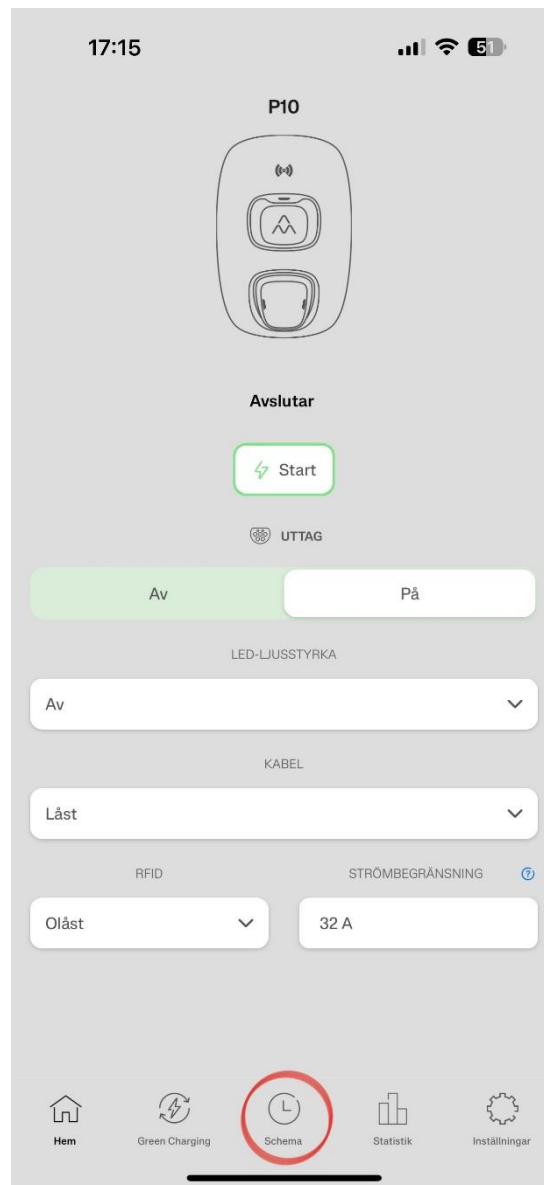 17:15
51
P10
Avslutar
Start
UTTAG
Av
På
LED-LJUSSTYRKA
Av
KABEL
Låst
RFID
STRÖMBEGRÄNSNING ?
Olåst
32 A
Hem
Green Charging
Schema
Statistik
Inställningar